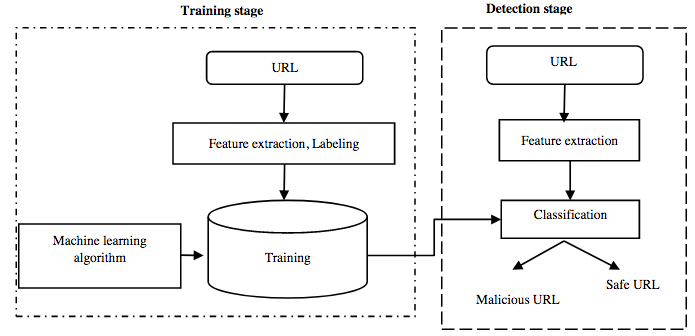 Training stage
URL
Feature extraction, Labeling
Machine learning
algorithm
Training
Detection stage
URL
Feature extraction
Classification
Malicious URL
Safe URL